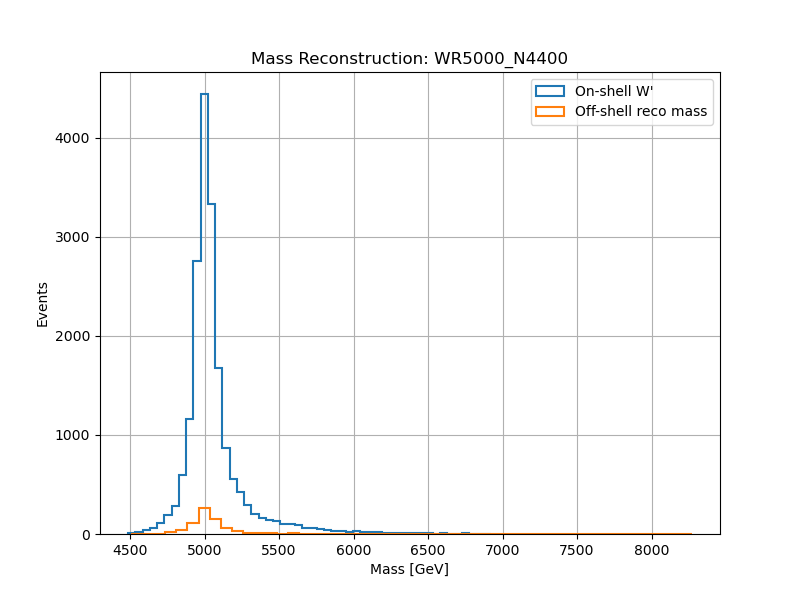 Mass Reconstruction: WR5000_N4400
On-shell W'
Off-shell reco mass
4000
3000
2000
1000
0
Events
4500
5000
5500
6000
6500
7000
7500
8000
Mass [GeV]